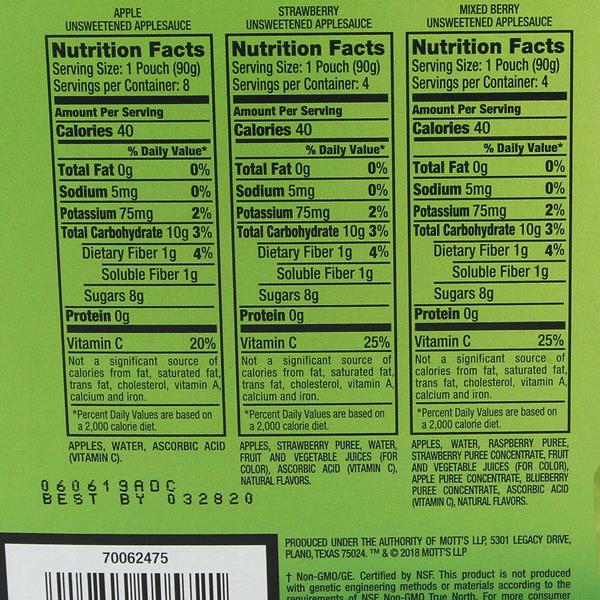 APPLE
UNSWEETENED APPLESAUCE
Nutrition Facts
Serving Size: 1 Pouch (90g)
Servings per Container: 8
Amount Per Serving
Calories 40
% Daily Value*
Total Fat 0g 0%
Sodium 5mg 0%
Potassium 75mg 2%
Total Carbohydrate 10g 3%
Dietary Fiber 1g 4%
Soluble Fiber 1g
Sugars 8g
Protein 0g
Vitamin C 20%
Not a significant source of
calories from fat, saturated fat,
trans fat, cholesterol, vitamin A,
calcium and iron.
*Percent Daily Values are based on
a 2,000 calorie diet.
APPLES, WATER, ASCORBIC ACID
(VITAMIN C).
STRAWBERRY
UNSWEETENED APPLESAUCE
Nutrition Facts
Serving Size: 1 Pouch (90g)
Servings per Container: 4
Amount Per Serving
Calories 40
% Daily Value*
Total Fat 0g 0%
Sodium 5mg 0%
Potassium 75mg 2%
Total Carbohydrate 10g 3%
Dietary Fiber 1g 4%
Soluble Fiber 1g
Sugars 8g
Protein 0g
Vitamin C 25%
Not a significant source of
calories from fat, saturated fat,
trans fat, cholesterol, vitamin A,
calcium and iron.
*Percent Daily Values are based on
a 2,000 calorie diet.
APPLES, STRAWBERRY PUREE, WATER,
FRUIT AND VEGETABLE JUICES (FOR
COLOR), ASCORBIC ACID (VITAMIN C),
NATURAL FLAVORS.
MIXED BERRY
UNSWEETENED APPLESAUCE
Nutrition Facts
Serving Size: 1 Pouch (90g)
Servings per Container: 4
Amount Per Serving
Calories 40
% Daily Value*
Total Fat 0g 0%
Sodium 5mg 0%
Potassium 75mg 2%
Total Carbohydrate 10g 3%
Dietary Fiber 1g 4%
Soluble Fiber 1g
Sugars 8g
Protein 0g
Vitamin C 25%
Not a significant source of
calories from fat, saturated fat,
trans fat, cholesterol, vitamin A,
calcium and iron.
*Percent Daily Values are based on
a 2,000 calorie diet.
APPLES, WATER, RASPBERRY PUREE,
STRAWBERRY PUREE CONCENTRATE, FRUIT
AND VEGETABLE JUICES (FOR COLOR),
APPLE PUREE CONCENTRATE, BLUEBERRY
PUREE CONCENTRATE, ASCORBIC ACID
(VITAMIN C), NATURAL FLAVORS.
060619ADC
BEST BY 032820
70062475
PRODUCED UNDER THE AUTHORITY OF MOTT'S LLP, 5301 LEGACY DRIVE,
PLANO, TEXAS 75024. ™ & © 2018 MOTT'S LLP
† Non-GMO/GE. Certified by NSF. This product is not produced
with genetic engineering methods or materials according to the
requirements of NSF Non-GMO True North. For more consumer